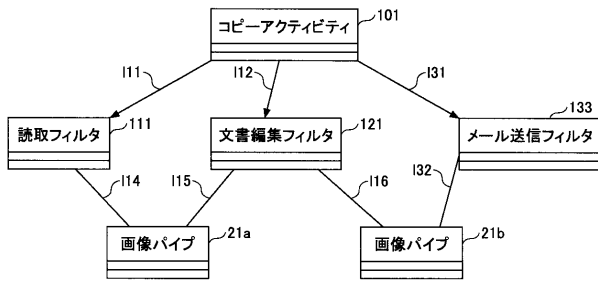 コピーアクティビティ
101
I11
I12
I31
読取フィルタ
111
文書編集フィルタ
121
メール送信フィルタ
133
I14
I15
I16
I32
画像パイプ
21a
画像パイプ
21b